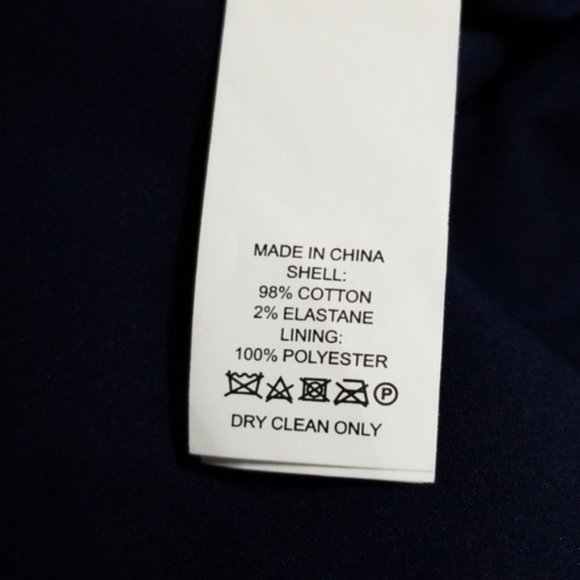 MADE IN CHINA
SHELL:
98% COTTON
2% ELASTANE
LINING:
100% POLYESTER
P
DRY CLEAN ONLY